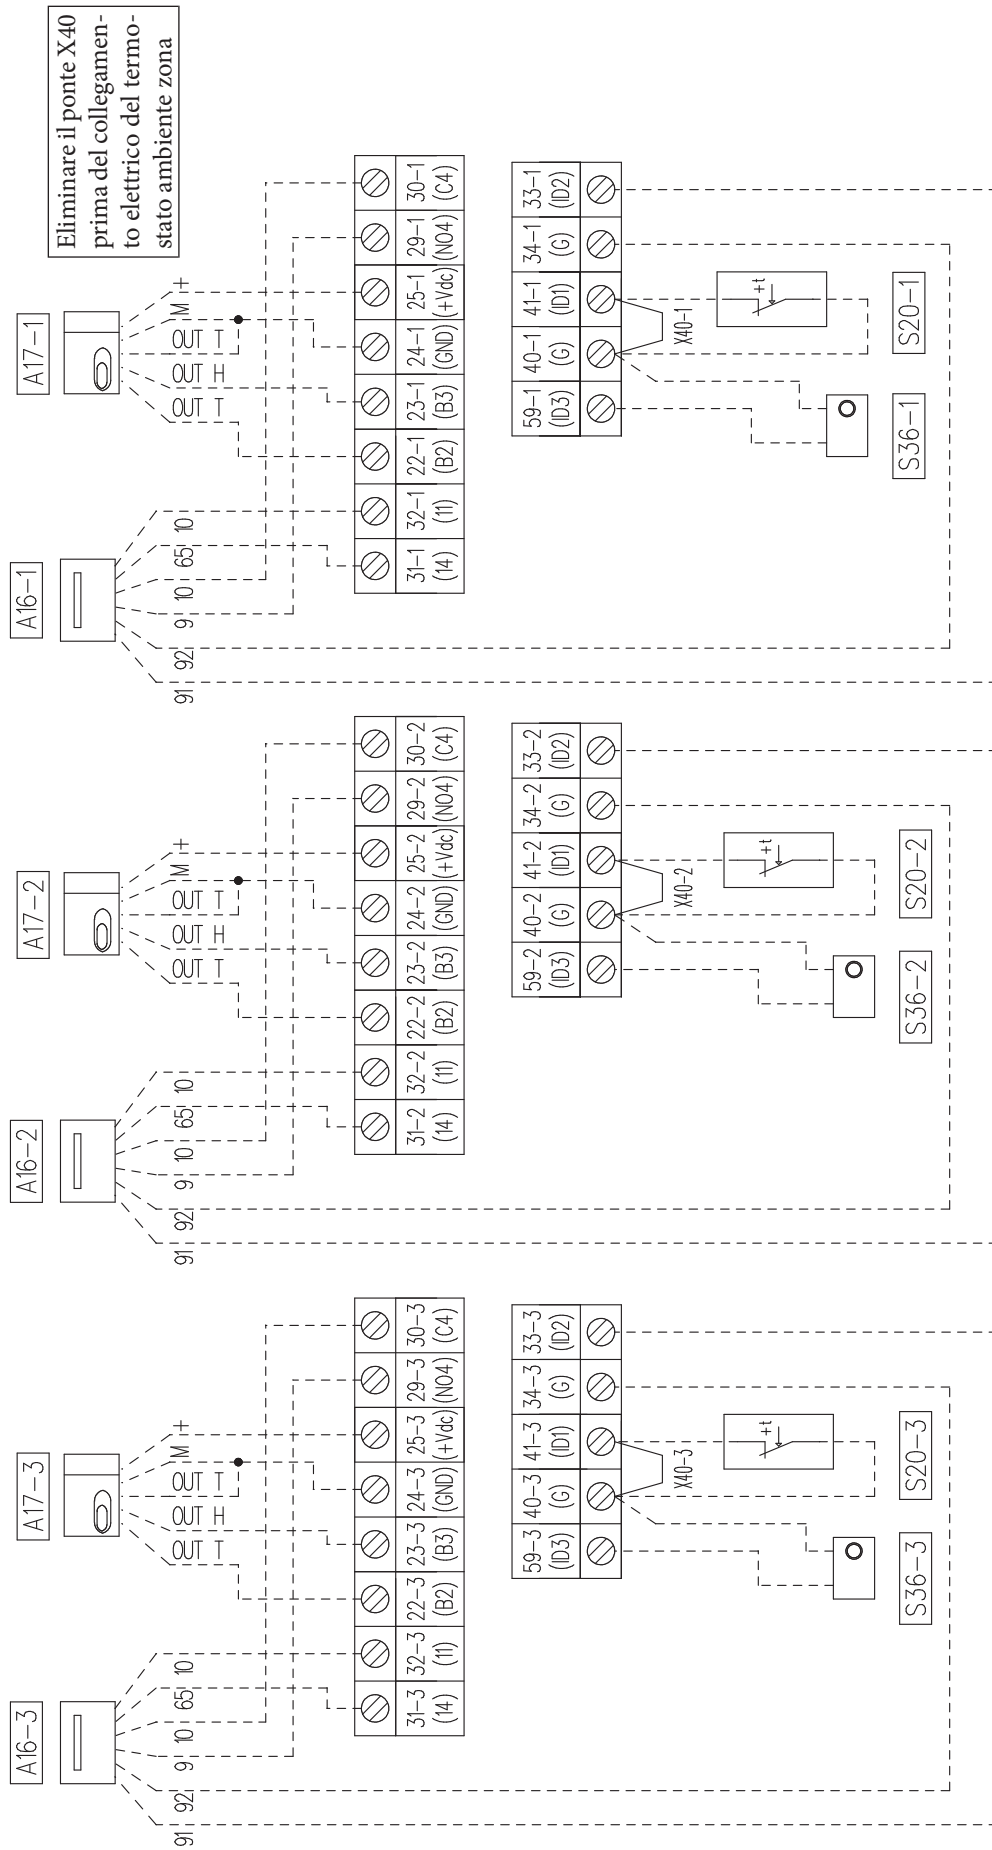 A16-3
A17-3
A16-2
A17-2
A16-1
A17-1
Eliminare il ponte X40
prima del collegamen-
to elettrico del termo-
stato ambiente zona
91 92 9 10 65 10 OUT T OUT H OUT T M +
91 92 9 10 65 10 OUT T OUT H OUT T M +
91 92 9 10 65 10 OUT T OUT H OUT T M +
31-3 32-3 22-3 23-3 24-3 25-3 29-3 30-3
(14) (11) (B2) (B3) (GND) (+Vdc) (NO4) (C4)
31-2 32-2 22-2 23-2 24-2 25-2 29-2 30-2
(14) (11) (B2) (B3) (GND) (+Vdc) (NO4) (C4)
31-1 32-1 22-1 23-1 24-1 25-1 29-1 30-1
(14) (11) (B2) (B3) (GND) (+Vdc) (NO4) (C4)
59-3 40-3 41-3 34-3 33-3
(ID3) (G) (ID1) (G) (ID2)
59-2 40-2 41-2 34-2 33-2
(ID3) (G) (ID1) (G) (ID2)
59-1 40-1 41-1 34-1 33-1
(ID3) (G) (ID1) (G) (ID2)
X40-3
X40-2
X40-1
+t
+t
+t
S36-3
S20-3
S36-2
S20-2
S36-1
S20-1